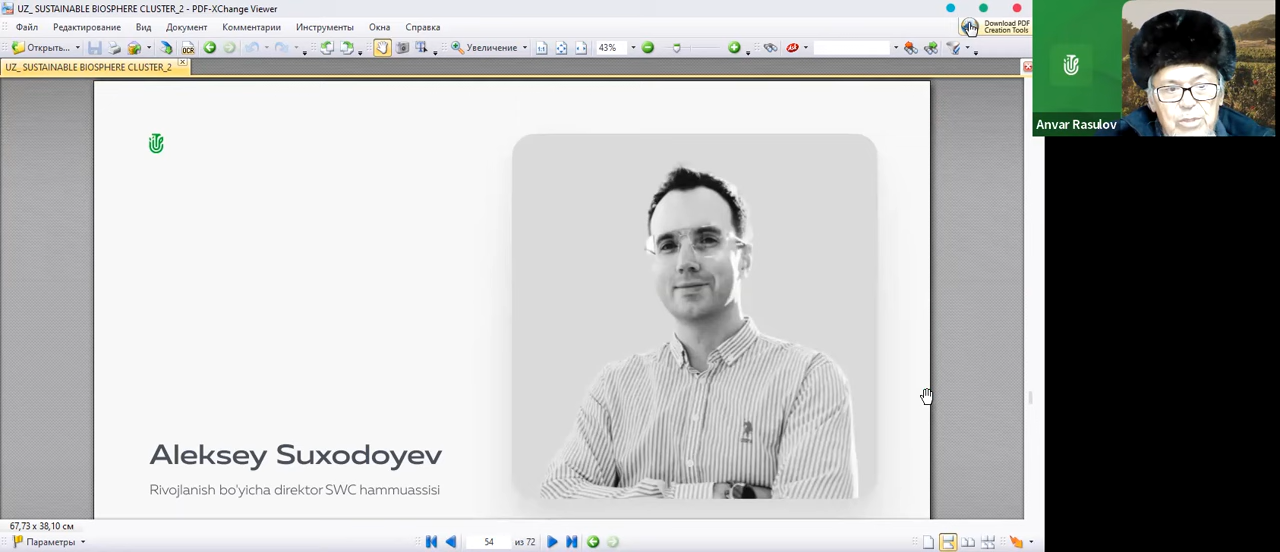 UZ_ SUSTAINABLE BIOSPHERE CLUSTER_2 - PDF-XChange Viewer
Файл Редактирование Вид Документ Комментарии Инструменты Окна Справка
Download PDF
Creation Tools
Открыть... OCR Увеличение 43%
UZ_ SUSTAINABLE BIOSPHERE CLUSTER_2
Anvar Rasulov
Aleksey Suxodoyev
Rivojlanish bo'yicha direktor SWC hammuassisi
67,73 x 38,10 см
Параметры 54 из 72